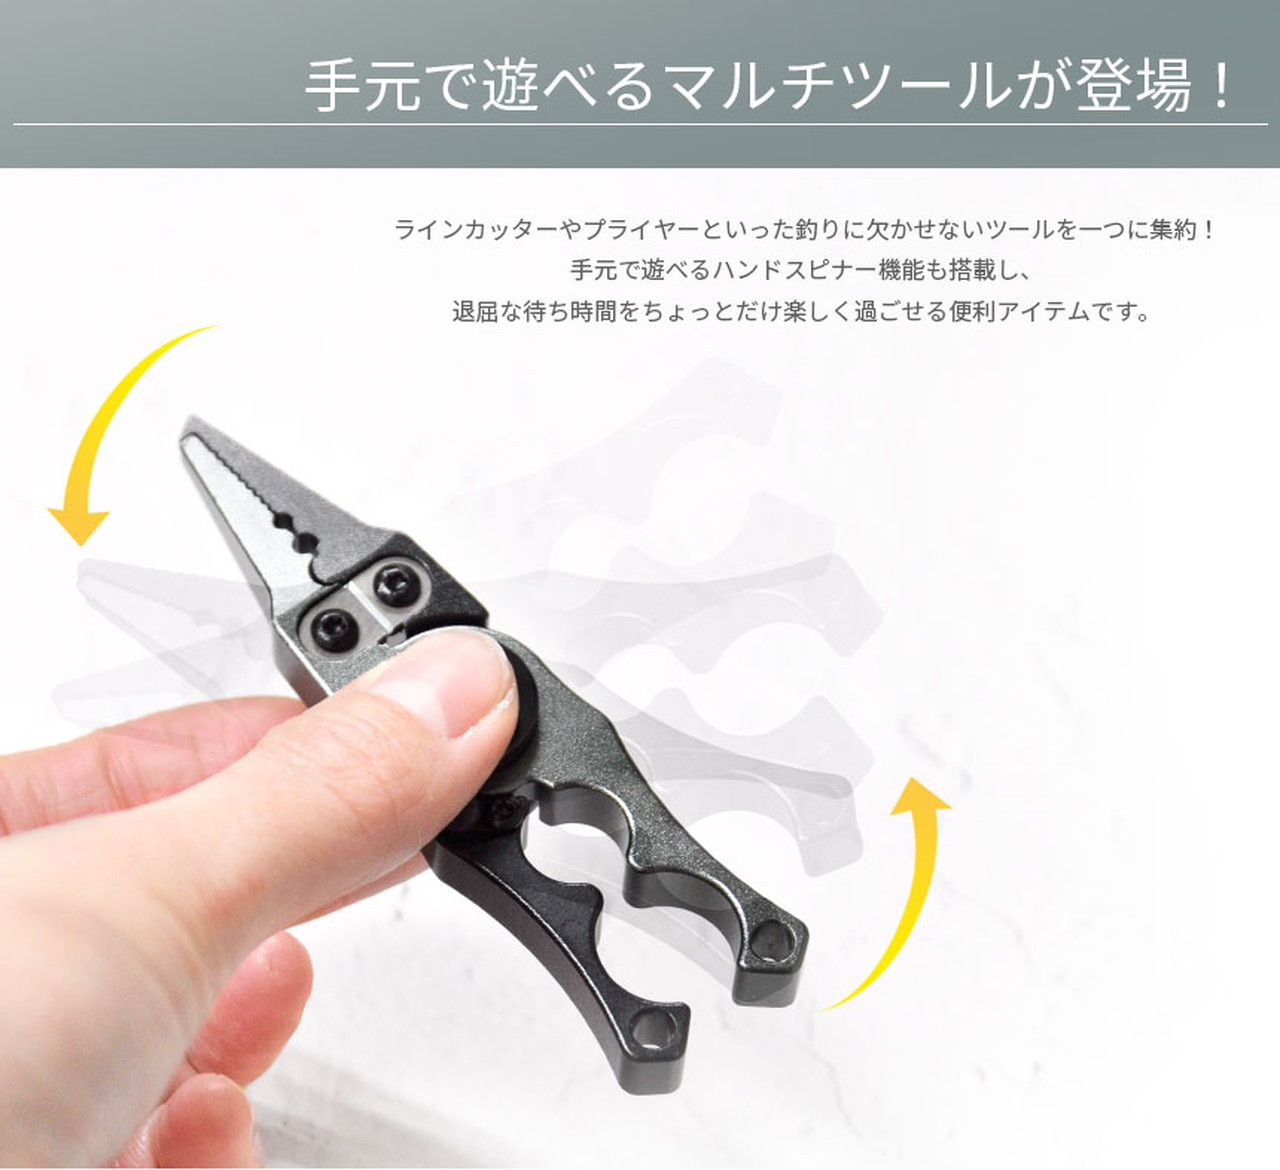 手元で遊べるマルチツールが登場！
ラインカッターやプライヤーといった釣りに欠かせないツールを一つに集約！
手元で遊べるハンドスピナー機能も搭載し、
退屈な待ち時間をちょっとだけ楽しく過ごせる便利アイテムです。